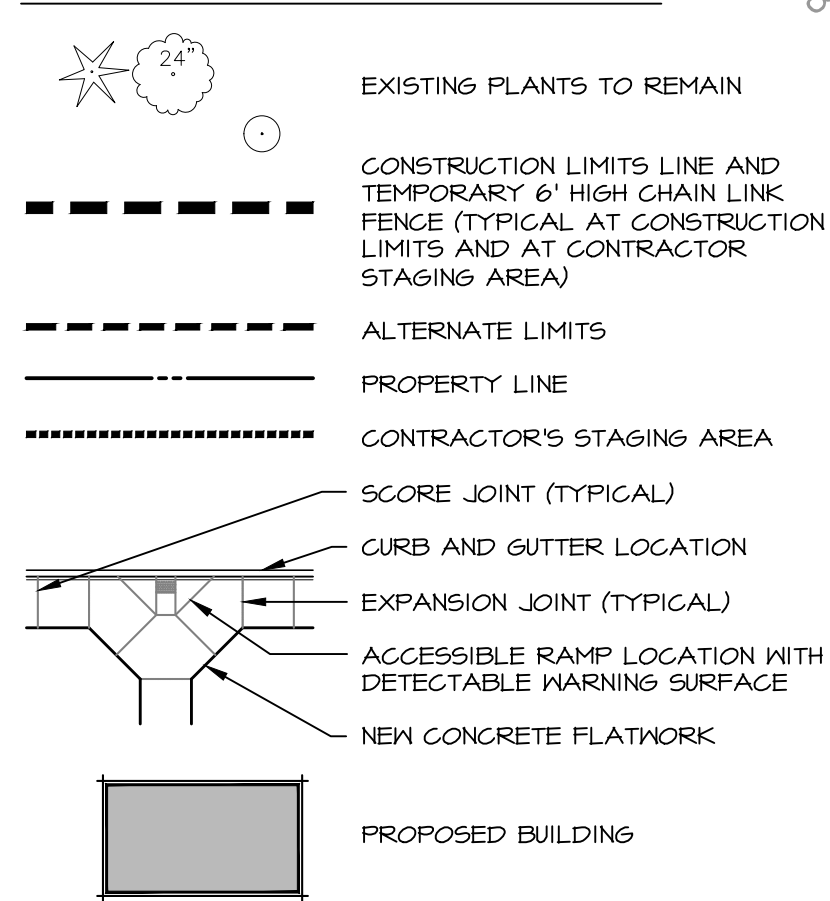 24"
EXISTING PLANTS TO REMAIN
CONSTRUCTION LIMITS LINE AND
TEMPORARY 6' HIGH CHAIN LINK
FENCE (TYPICAL AT CONSTRUCTION
LIMITS AND AT CONTRACTOR
STAGING AREA)
ALTERNATE LIMITS
PROPERTY LINE
CONTRACTOR'S STAGING AREA
SCORE JOINT (TYPICAL)
CURB AND GUTTER LOCATION
EXPANSION JOINT (TYPICAL)
ACCESSIBLE RAMP LOCATION WITH
DETECTABLE WARNING SURFACE
NEW CONCRETE FLATWORK
PROPOSED BUILDING